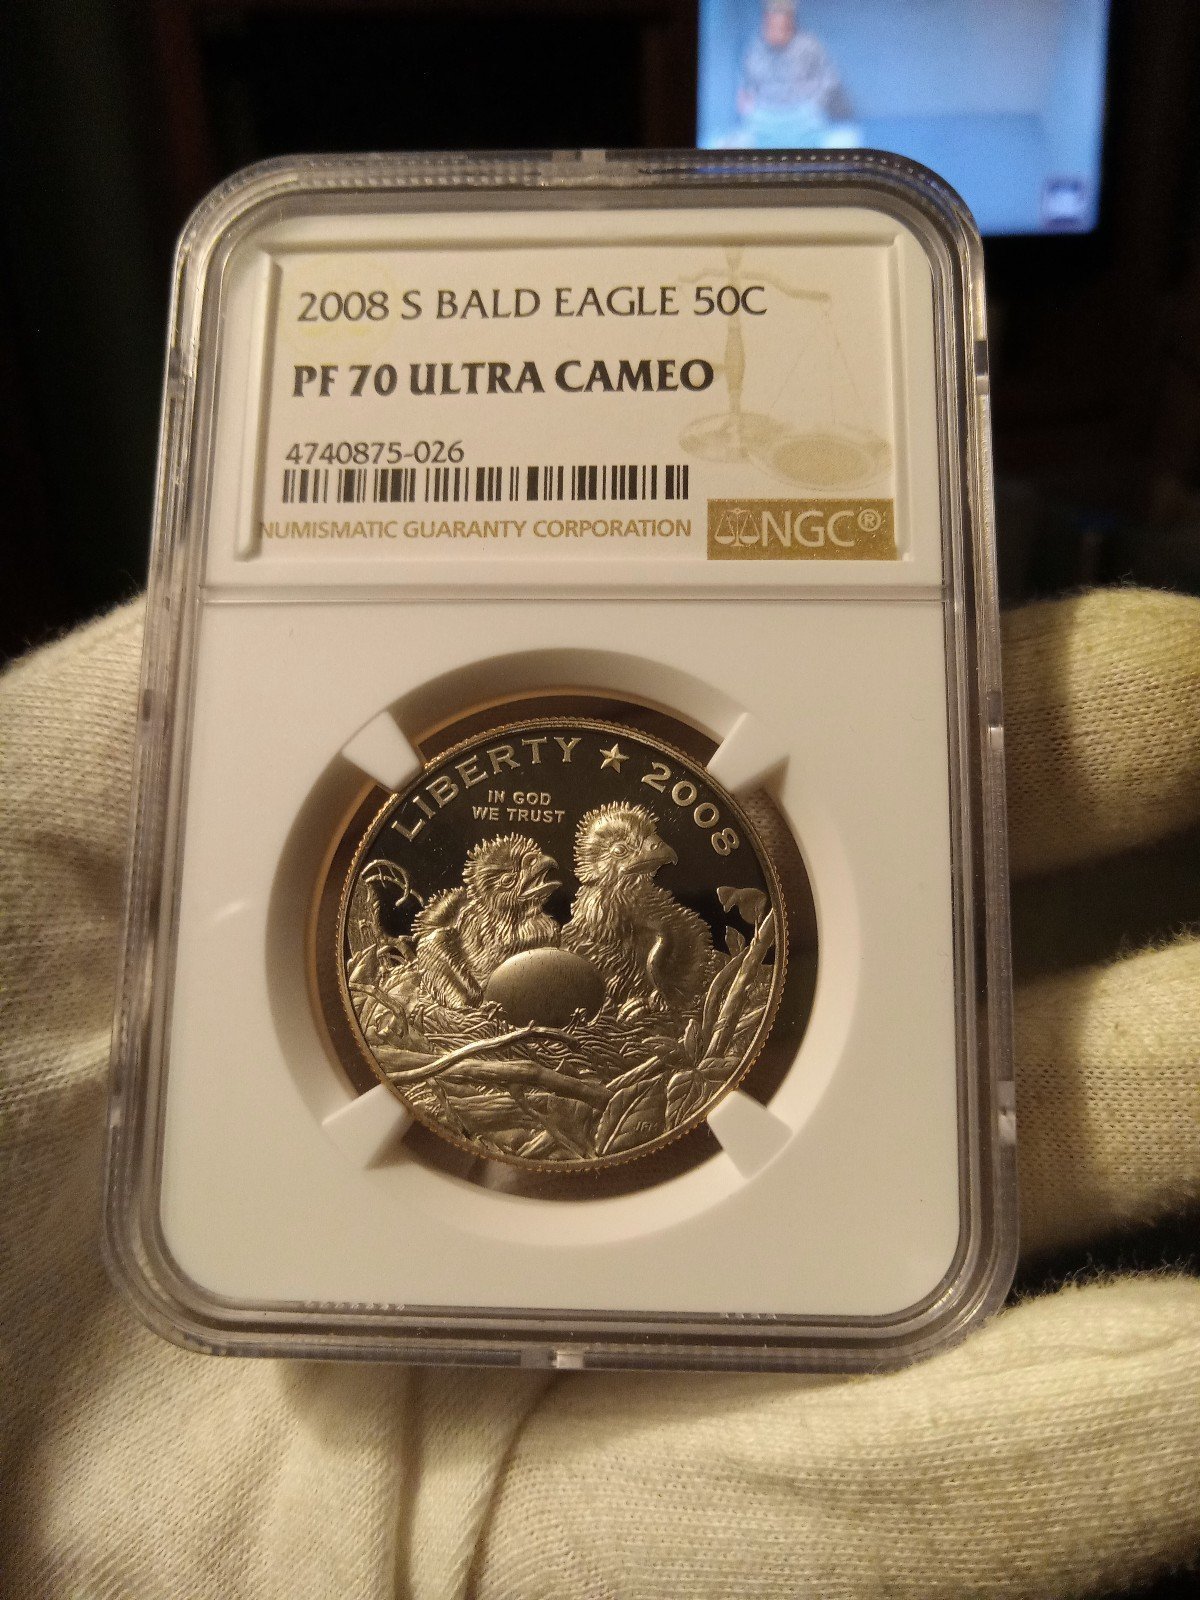 2008 S BALD EAGLE 50C
PF 70 ULTRA CAMEO
4740875-026
NUMISMATIC GUARANTY CORPORATION
NGC®
LIBERTY ★ 2008
IN GOD
WE TRUST
JFM